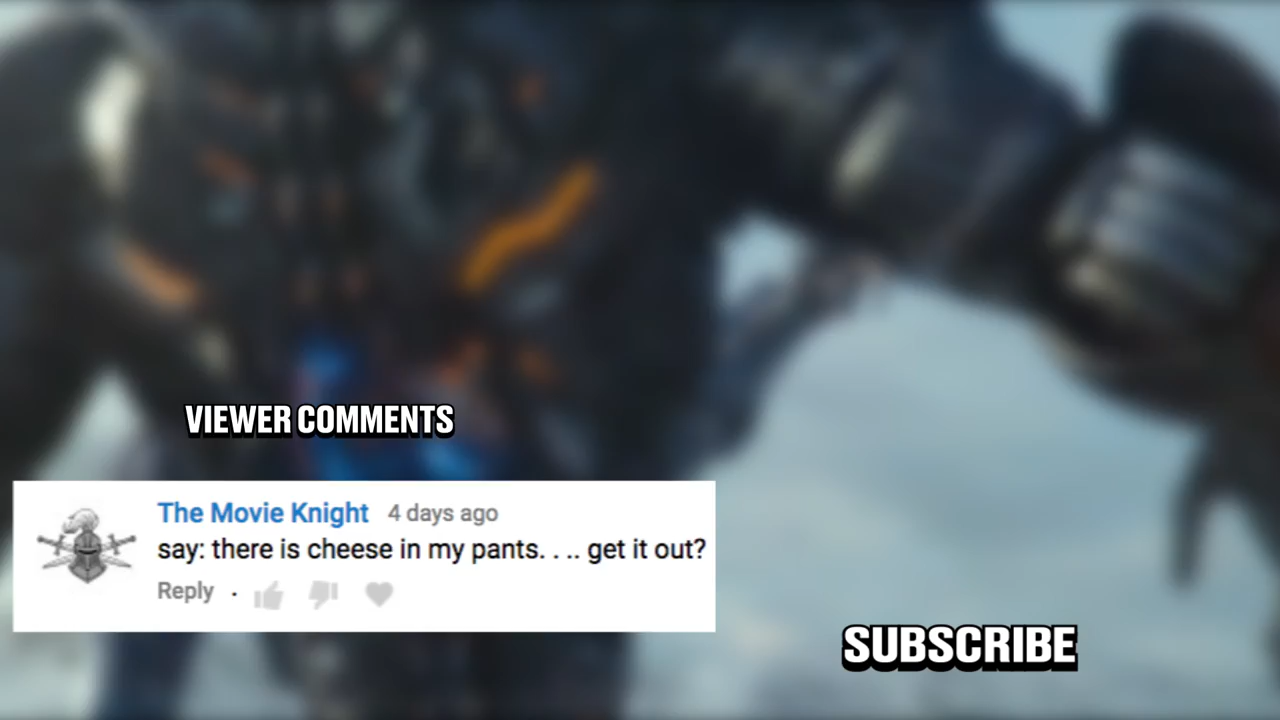 VIEWER COMMENTS
The Movie Knight 4 days ago
say: there is cheese in my pants. . .. get it out?
Reply ·
SUBSCRIBE